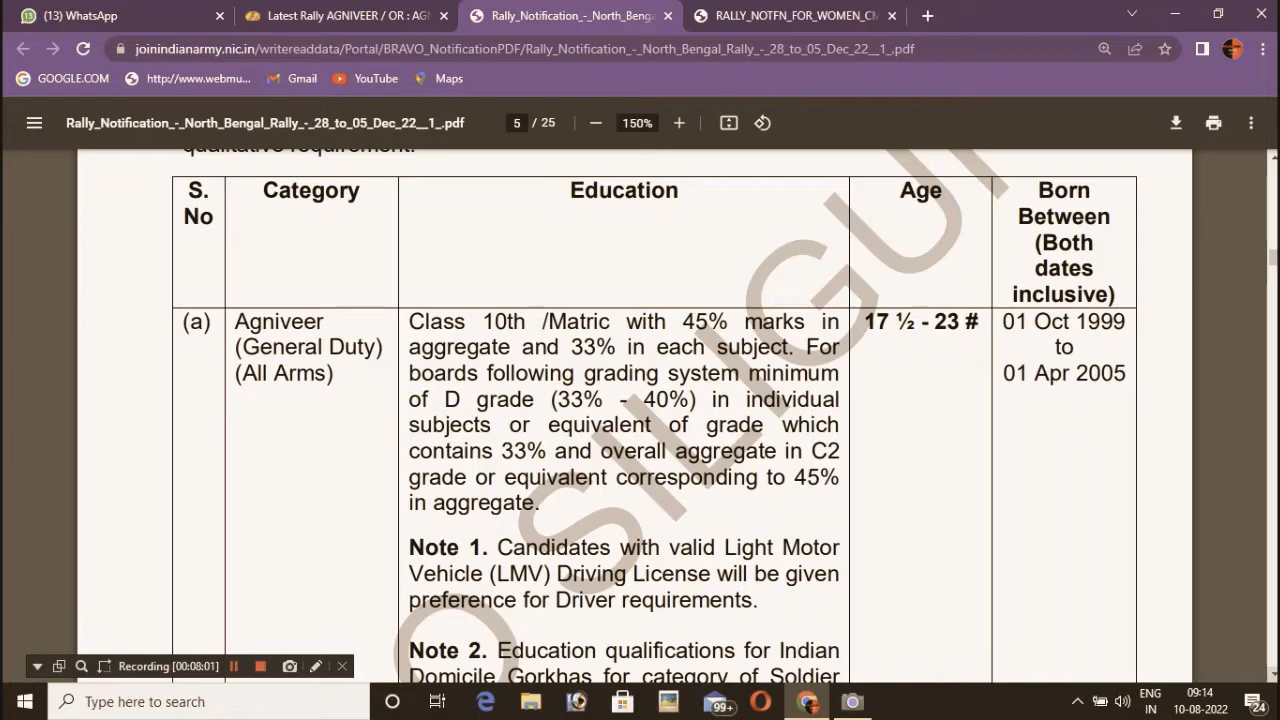 (13) WhatsApp
Latest Rally AGNIVEER / OR : AGN
Rally_Notification_-_North_Beng
RALLY_NOTFN_FOR_WOMEN_CM
joinindianarmy.nic.in/writereaddata/Portal/BRAVO_NotificationPDF/Rally_Notification_-_North_Bengal_Rally_-_28_to_05_Dec_22__1_.pdf
GOOGLE.COM
http://www.webmu...
Gmail
YouTube
Maps
Rally_Notification_-_North_Bengal_Rally_-_28_to_05_Dec_22__1_.pdf
5 / 25
150%
qualitative requirement.
S. No
Category
Education
Age
Born
Between
(Both
dates
inclusive)
(a)
Agniveer
(General Duty)
(All Arms)
Class 10th /Matric with 45% marks in
aggregate and 33% in each subject. For
boards following grading system minimum
of D grade (33% - 40%) in individual
subjects or equivalent of grade which
contains 33% and overall aggregate in C2
grade or equivalent corresponding to 45%
in aggregate.
Note 1. Candidates with valid Light Motor
Vehicle (LMV) Driving License will be given
preference for Driver requirements.
Note 2. Education qualifications for Indian
Domicile Gorkhas for category of Soldier
17 ½ - 23 #
01 Oct 1999
to
01 Apr 2005
O SILIGURI
Recording [00:08:01]
Type here to search
99+
ENG
IN
09:14
10-08-2022
24